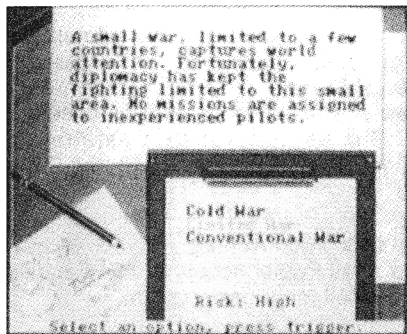 A small war, limited to a few
countries, captures world
attention. Fortunately,
diplomacy has kept the
fighting limited to this small
area. No missions are assigned
to inexperienced pilots.
Cold War
Conventional War
Risk: High
Select an option, press trigger.